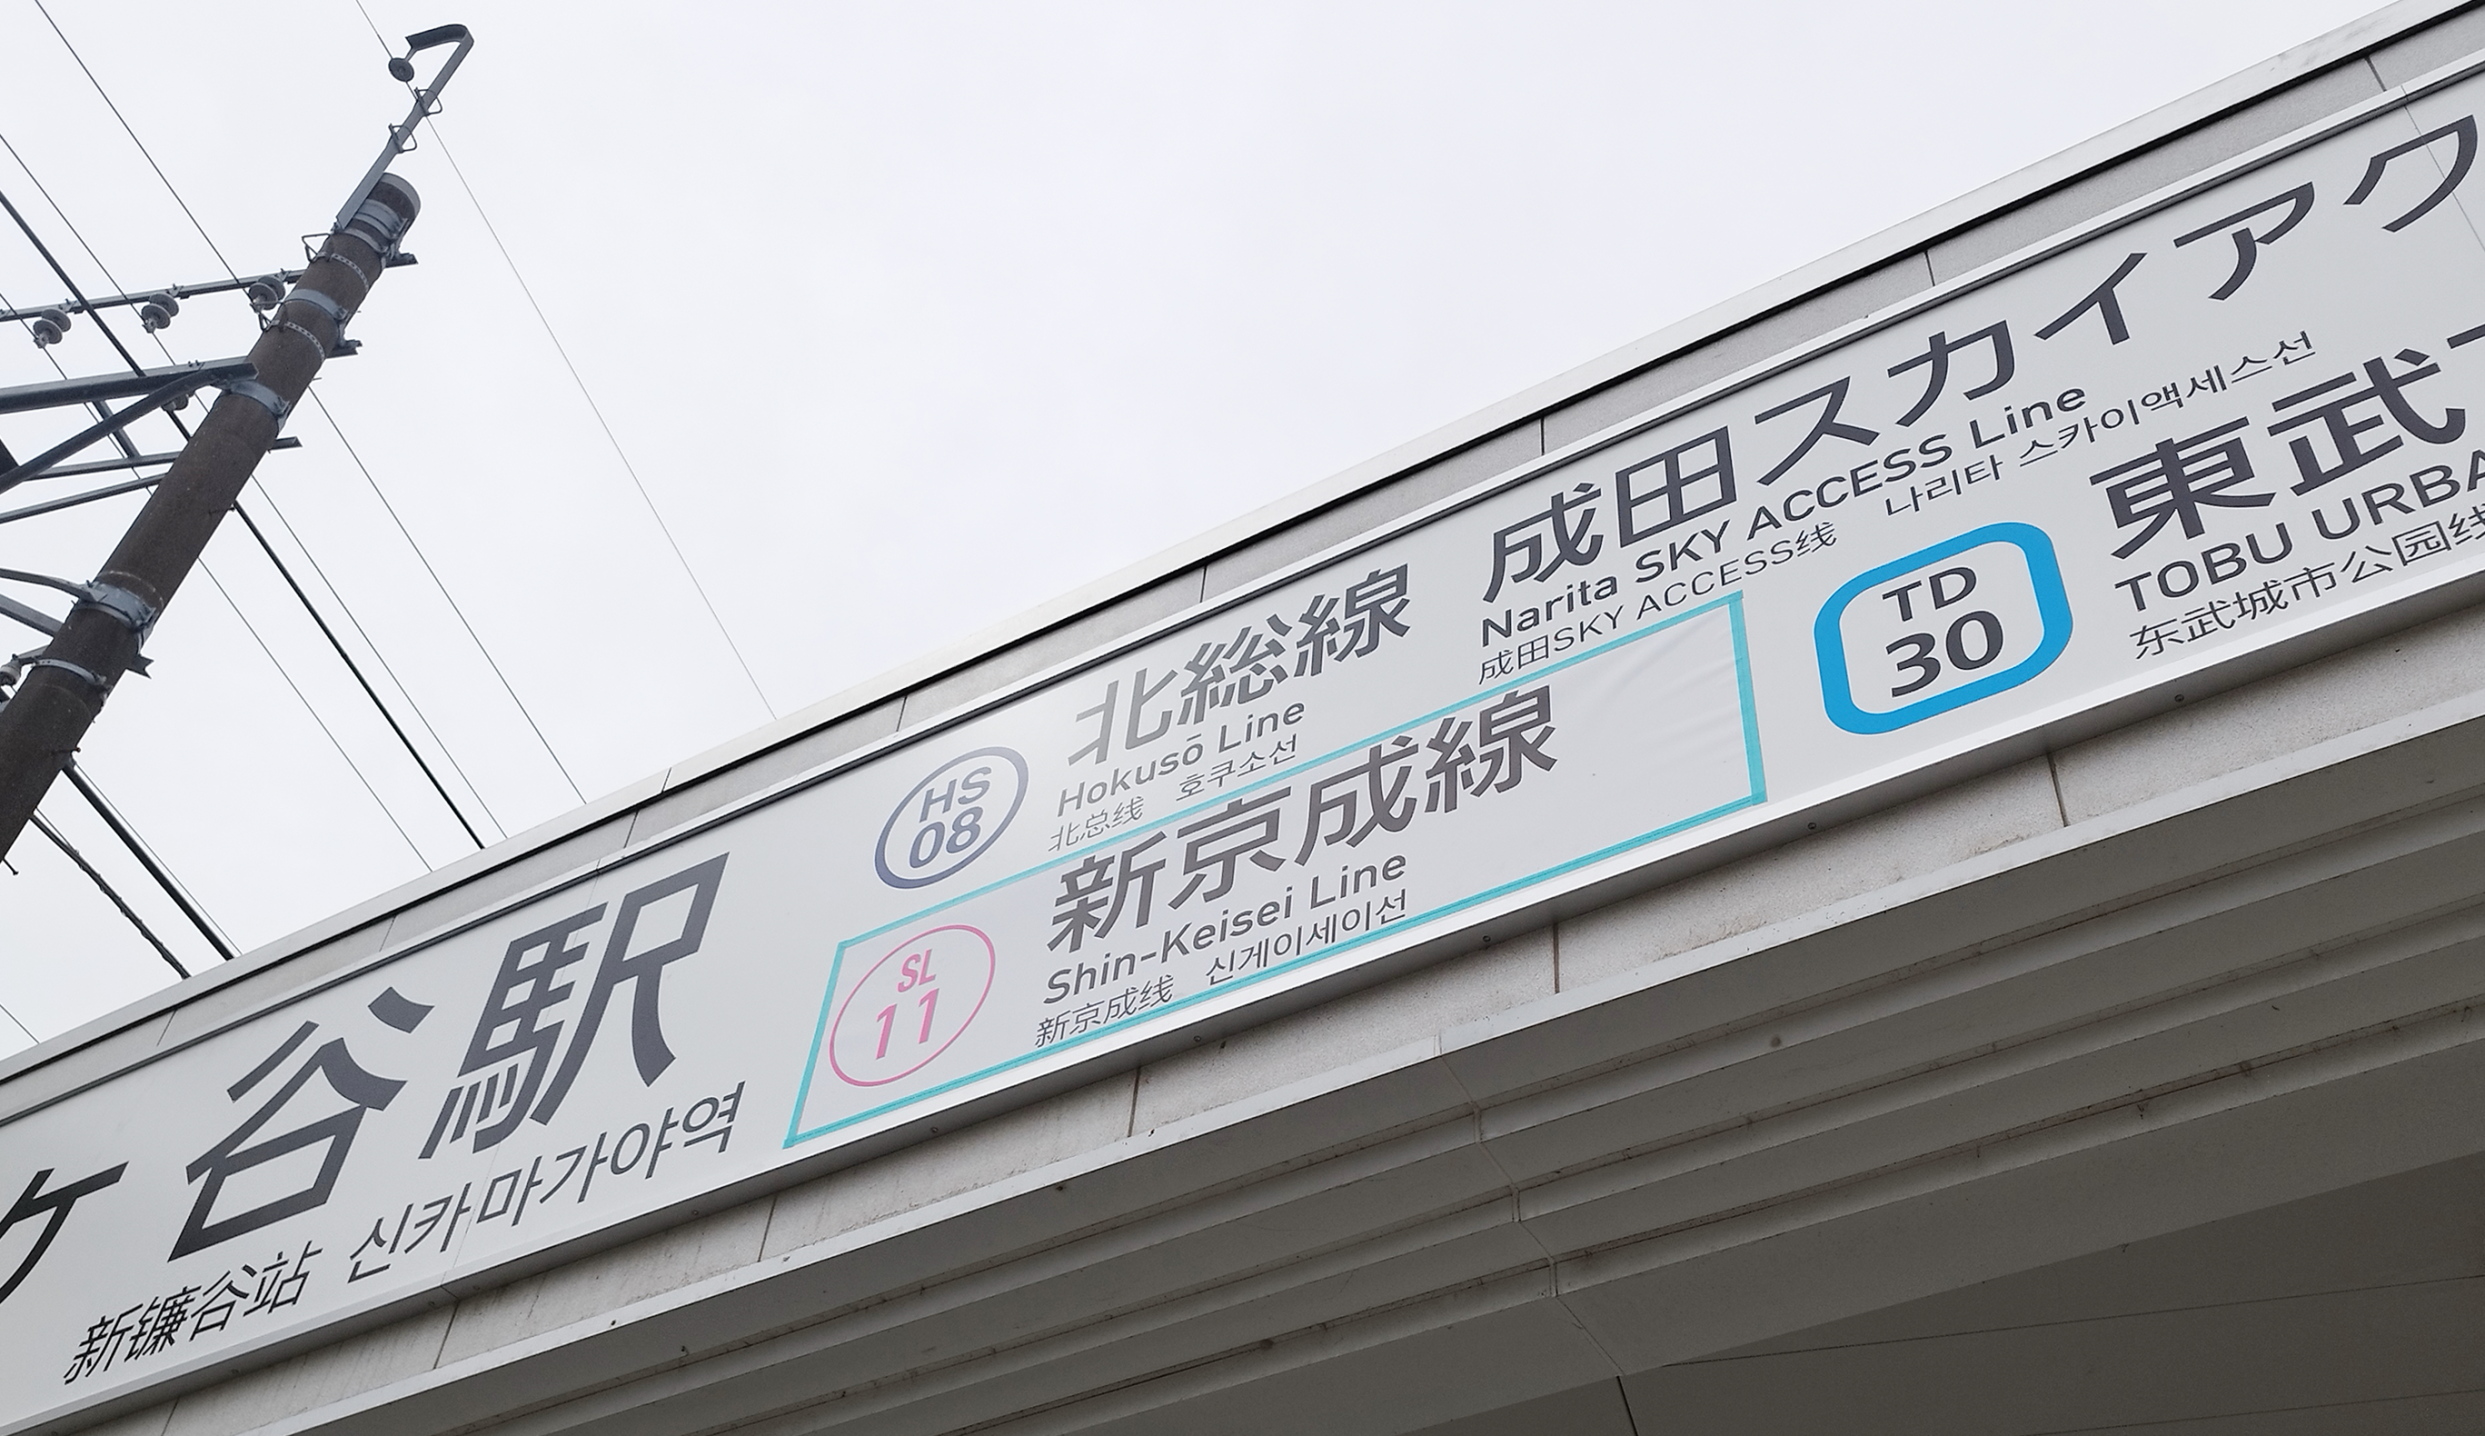 ケ谷駅
新镰谷站 신카마가야역
HS
08
北総線 成田スカイアク
Hokusō Line Narita SKY ACCESS Line
北总线 호쿠소선 成田SKY ACCESS线 나리타 스카이액세스선
SL
11
新京成線
Shin-Keisei Line
新京成线 신게이세이선
TD
30
東武
TOBU URBA
东武城市公园线